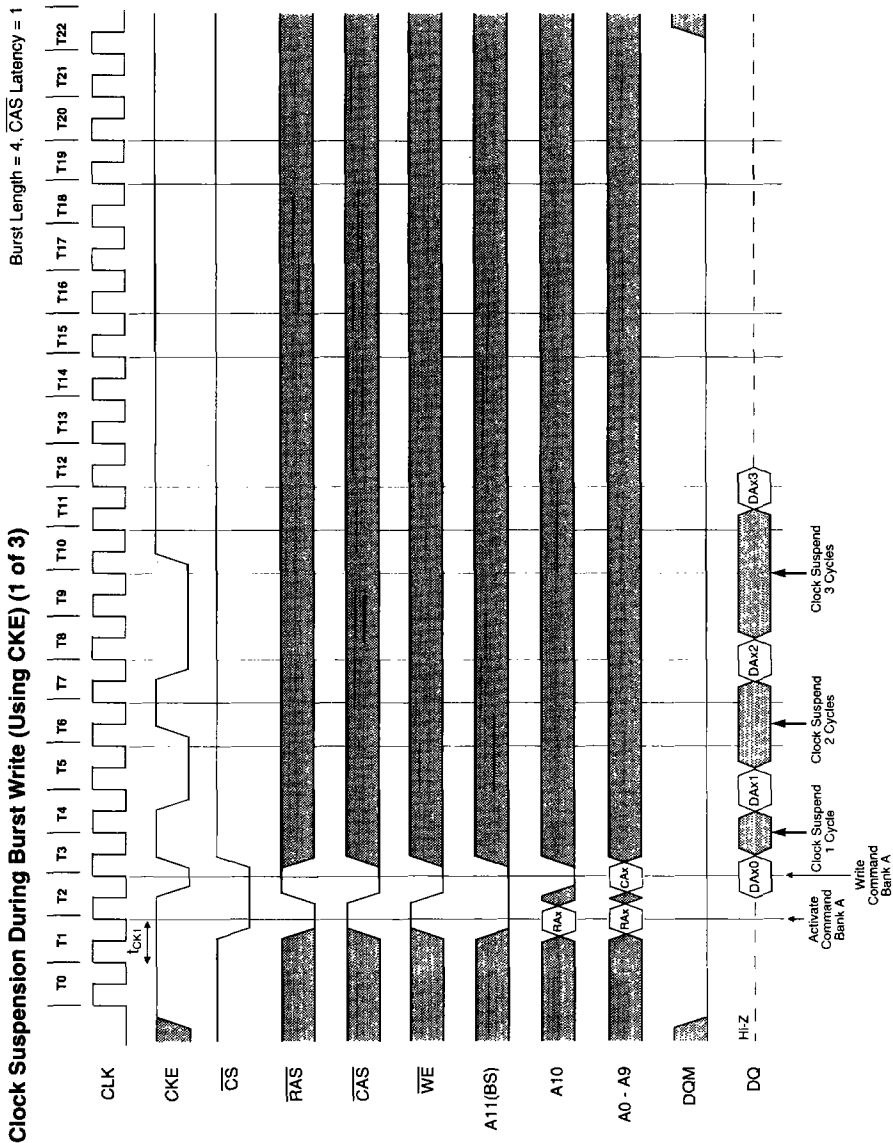 Clock Suspension During Burst Write (Using CKE) (1 of 3)
Burst Length = 4, CAS Latency = 1
T0 T1 T2 T3 T4 T5 T6 T7 T8 T9 T10 T11 T12 T13 T14 T15 T16 T17 T18 T19 T20 T21 T22
CLK
tCK1
CKE
CS
RAS
CAS
WE
A11(BS)
A10
RAx
A0 - A9
RAx CAx
DQM
DQ
Hi-Z
DAx0 DAx1 DAx2 DAx3
Activate
Command
Bank A
Write
Command
Bank A
Clock Suspend
1 Cycle
Clock Suspend
2 Cycles
Clock Suspend
3 Cycles